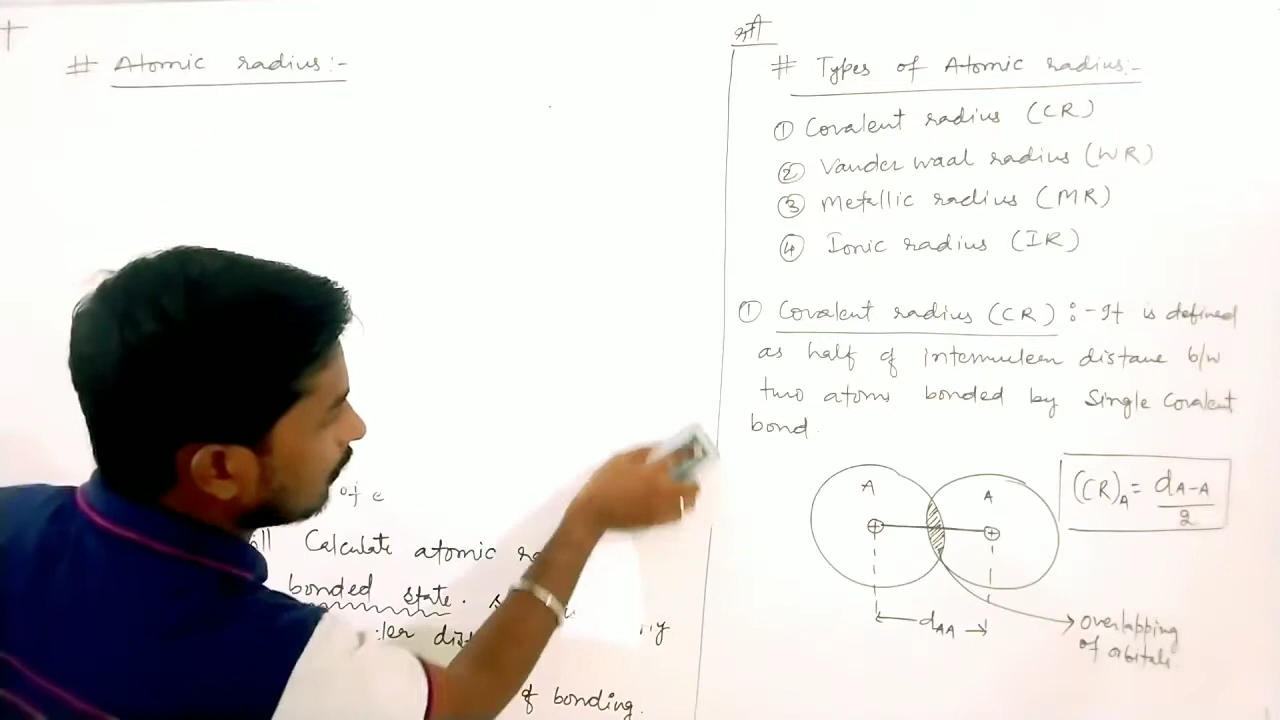 # Atomic radius:-
of e
Calculate atomic
bonded state.
of bonding.
# Types of Atomic radius:-
① Covalent radius (CR)
② Vander waal radius (WR)
③ Metallic radius (MR)
④ Ionic radius (IR)
① Covalent radius (CR) :- It is defined
as half of internuclear distance b/w
two atoms bonded by Single Covalent
bond.
A A
(CR)A = dA-A / 2
+ +
dAA
overlapping
of orbitals.